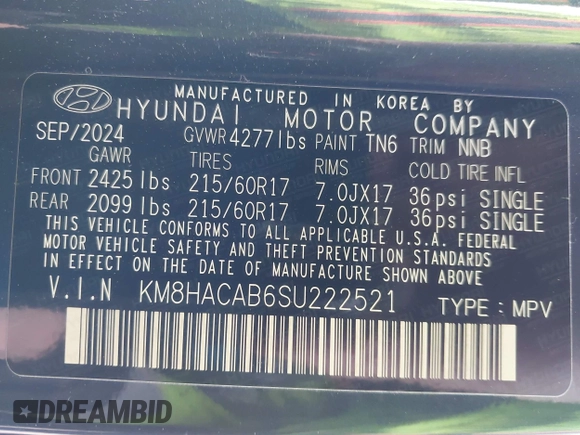 MANUFACTURED IN KOREA BY
HYUNDAI MOTOR COMPANY
SEP/2024 GVWR 4277lbs PAINT TN6 TRIM NNB
GAWR TIRES RIMS COLD TIRE INFL
FRONT 2425lbs 215/60R17 7.0JX17 36psi SINGLE
REAR 2099lbs 215/60R17 7.0JX17 36psi SINGLE
THIS VEHICLE CONFORMS TO ALL APPLICABLE U.S.A. FEDERAL
MOTOR VEHICLE SAFETY AND THEFT PREVENTION STANDARDS
IN EFFECT ON THE DATE OF MANUFACTURE SHOWN ABOVE
V.I.N KM8HACAB6SU222521 TYPE : MPV
DREAMBID